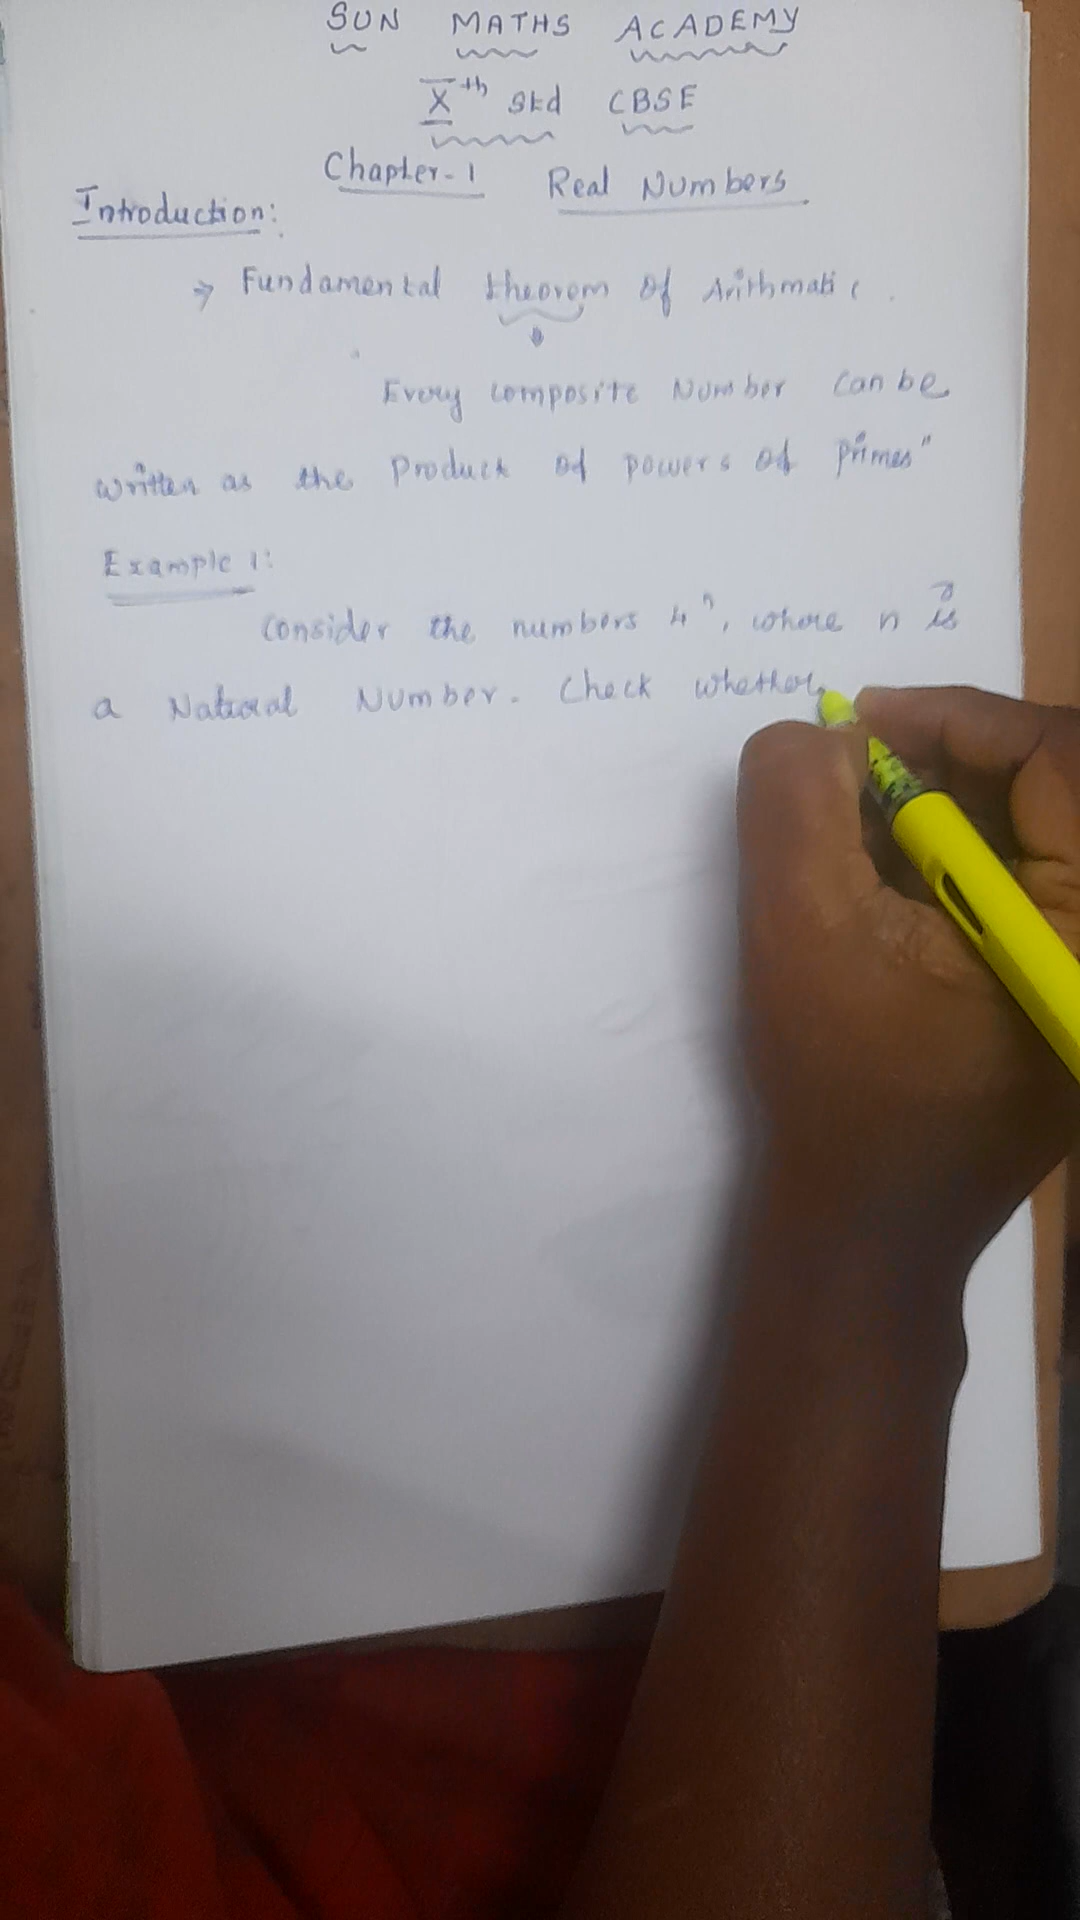 SUN MATHS ACADEMY
Xth Std CBSE
Chapter-1 Real Numbers
Introduction:
⇒ Fundamental theorem of Arithmatic.
Every composite Number can be
written as the Product of powers of Primes"
Example 1:
Consider the numbers 4ⁿ, where n is
a Natural Number. Check whether